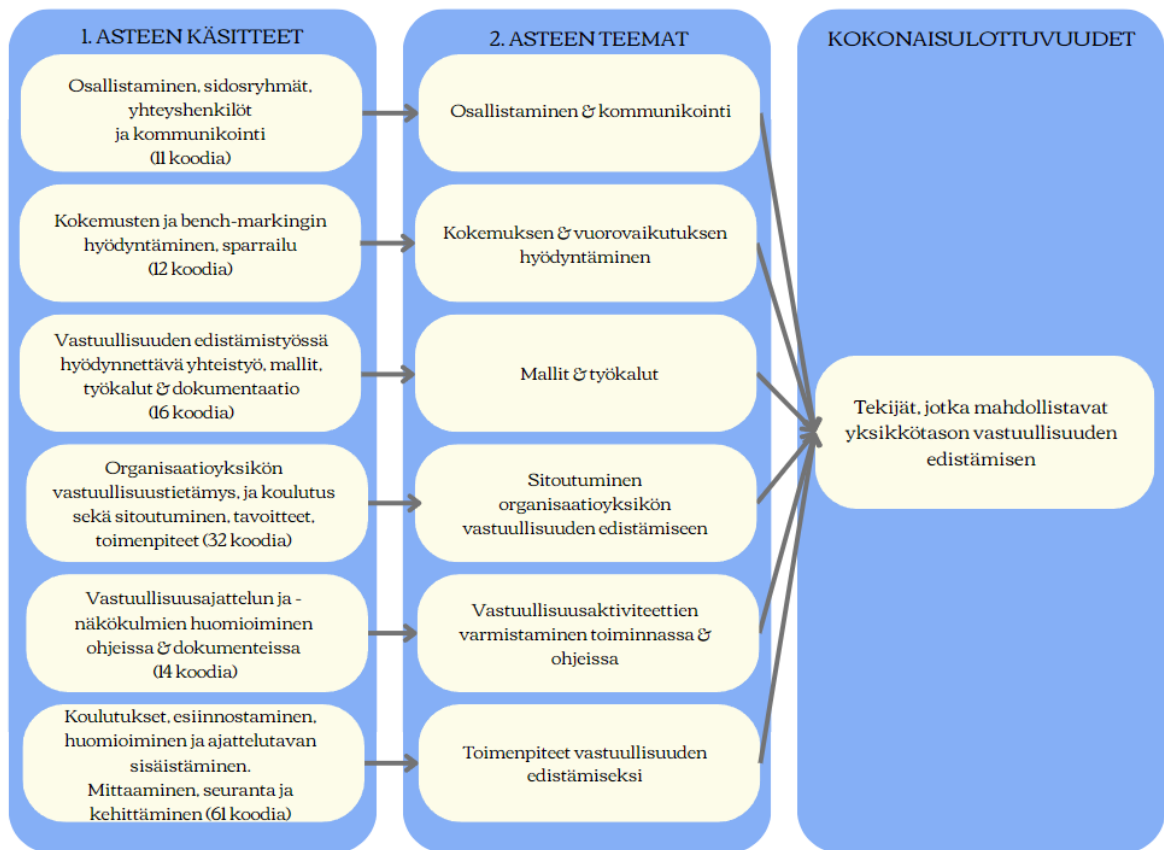 1. ASTEEN KÄSITTEET
Osallistaminen, sidosryhmät,
yhteyshenkilöt
ja kommunikointi
(11 koodia)
Kokemusten ja bench-markingin
hyödyntäminen, sparrailu
(12 koodia)
Vastuullisuuden edistämistyössä
hyödynnettävä yhteistyö, mallit,
työkalut & dokumentaatio
(16 koodia)
Organisaatioyksikön
vastuullisuustietämys, ja koulutus
sekä sitoutuminen, tavoitteet,
toimenpiteet (32 koodia)
Vastuullisuusajattelun ja -
näkökulmien huomioiminen
ohjeissa & dokumenteissa
(14 koodia)
Koulutukset, esiinnostaminen,
huomioiminen ja ajattelutavan
sisäistäminen.
Mittaaminen, seuranta ja
kehittäminen (61 koodia)
2. ASTEEN TEEMAT
Osallistaminen & kommunikointi
Kokemuksen & vuorovaikutuksen
hyödyntäminen
Mallit & työkalut
Sitoutuminen
organisaatioyksikön
vastuullisuuden edistämiseen
Vastuullisuusaktiviteettien
varmistaminen toiminnassa &
ohjeissa
Toimenpiteet vastuullisuuden
edistämiseksi
KOKONAISULOTTUVUUDET
Tekijät, jotka mahdollistavat
yksikkötason vastuullisuuden
edistämisen